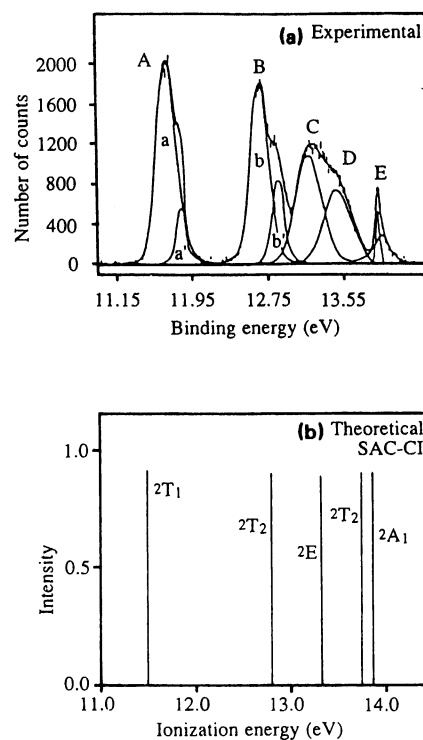 (a) Experimental
2000
1600
1200
800
400
0
Number of counts
A
a
a'
B
b
b'
C
D
E
11.15 11.95 12.75 13.55
Binding energy (eV)
(b) Theoretical
SAC-CI
1.0
0.5
0.0
Intensity
²T₁
²T₂
²E
²T₂
²A₁
11.0 12.0 13.0 14.0
Ionization energy (eV)